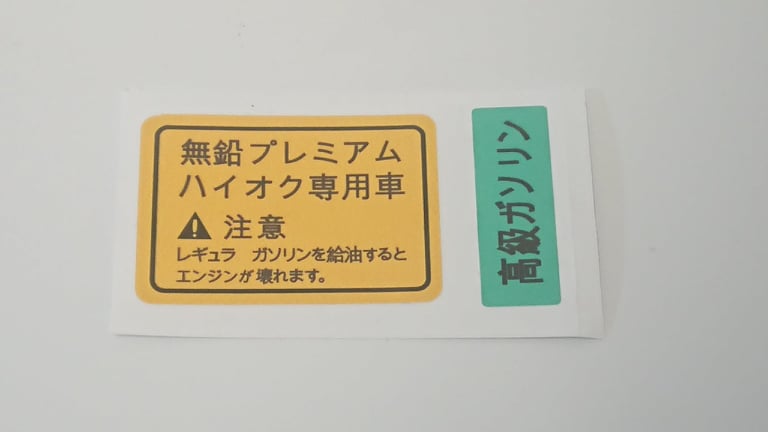 無鉛プレミアム
ハイオク専用車
注意
レギュラ ガソリンを給油すると
エンジンが壊れます。
高級ガソリン